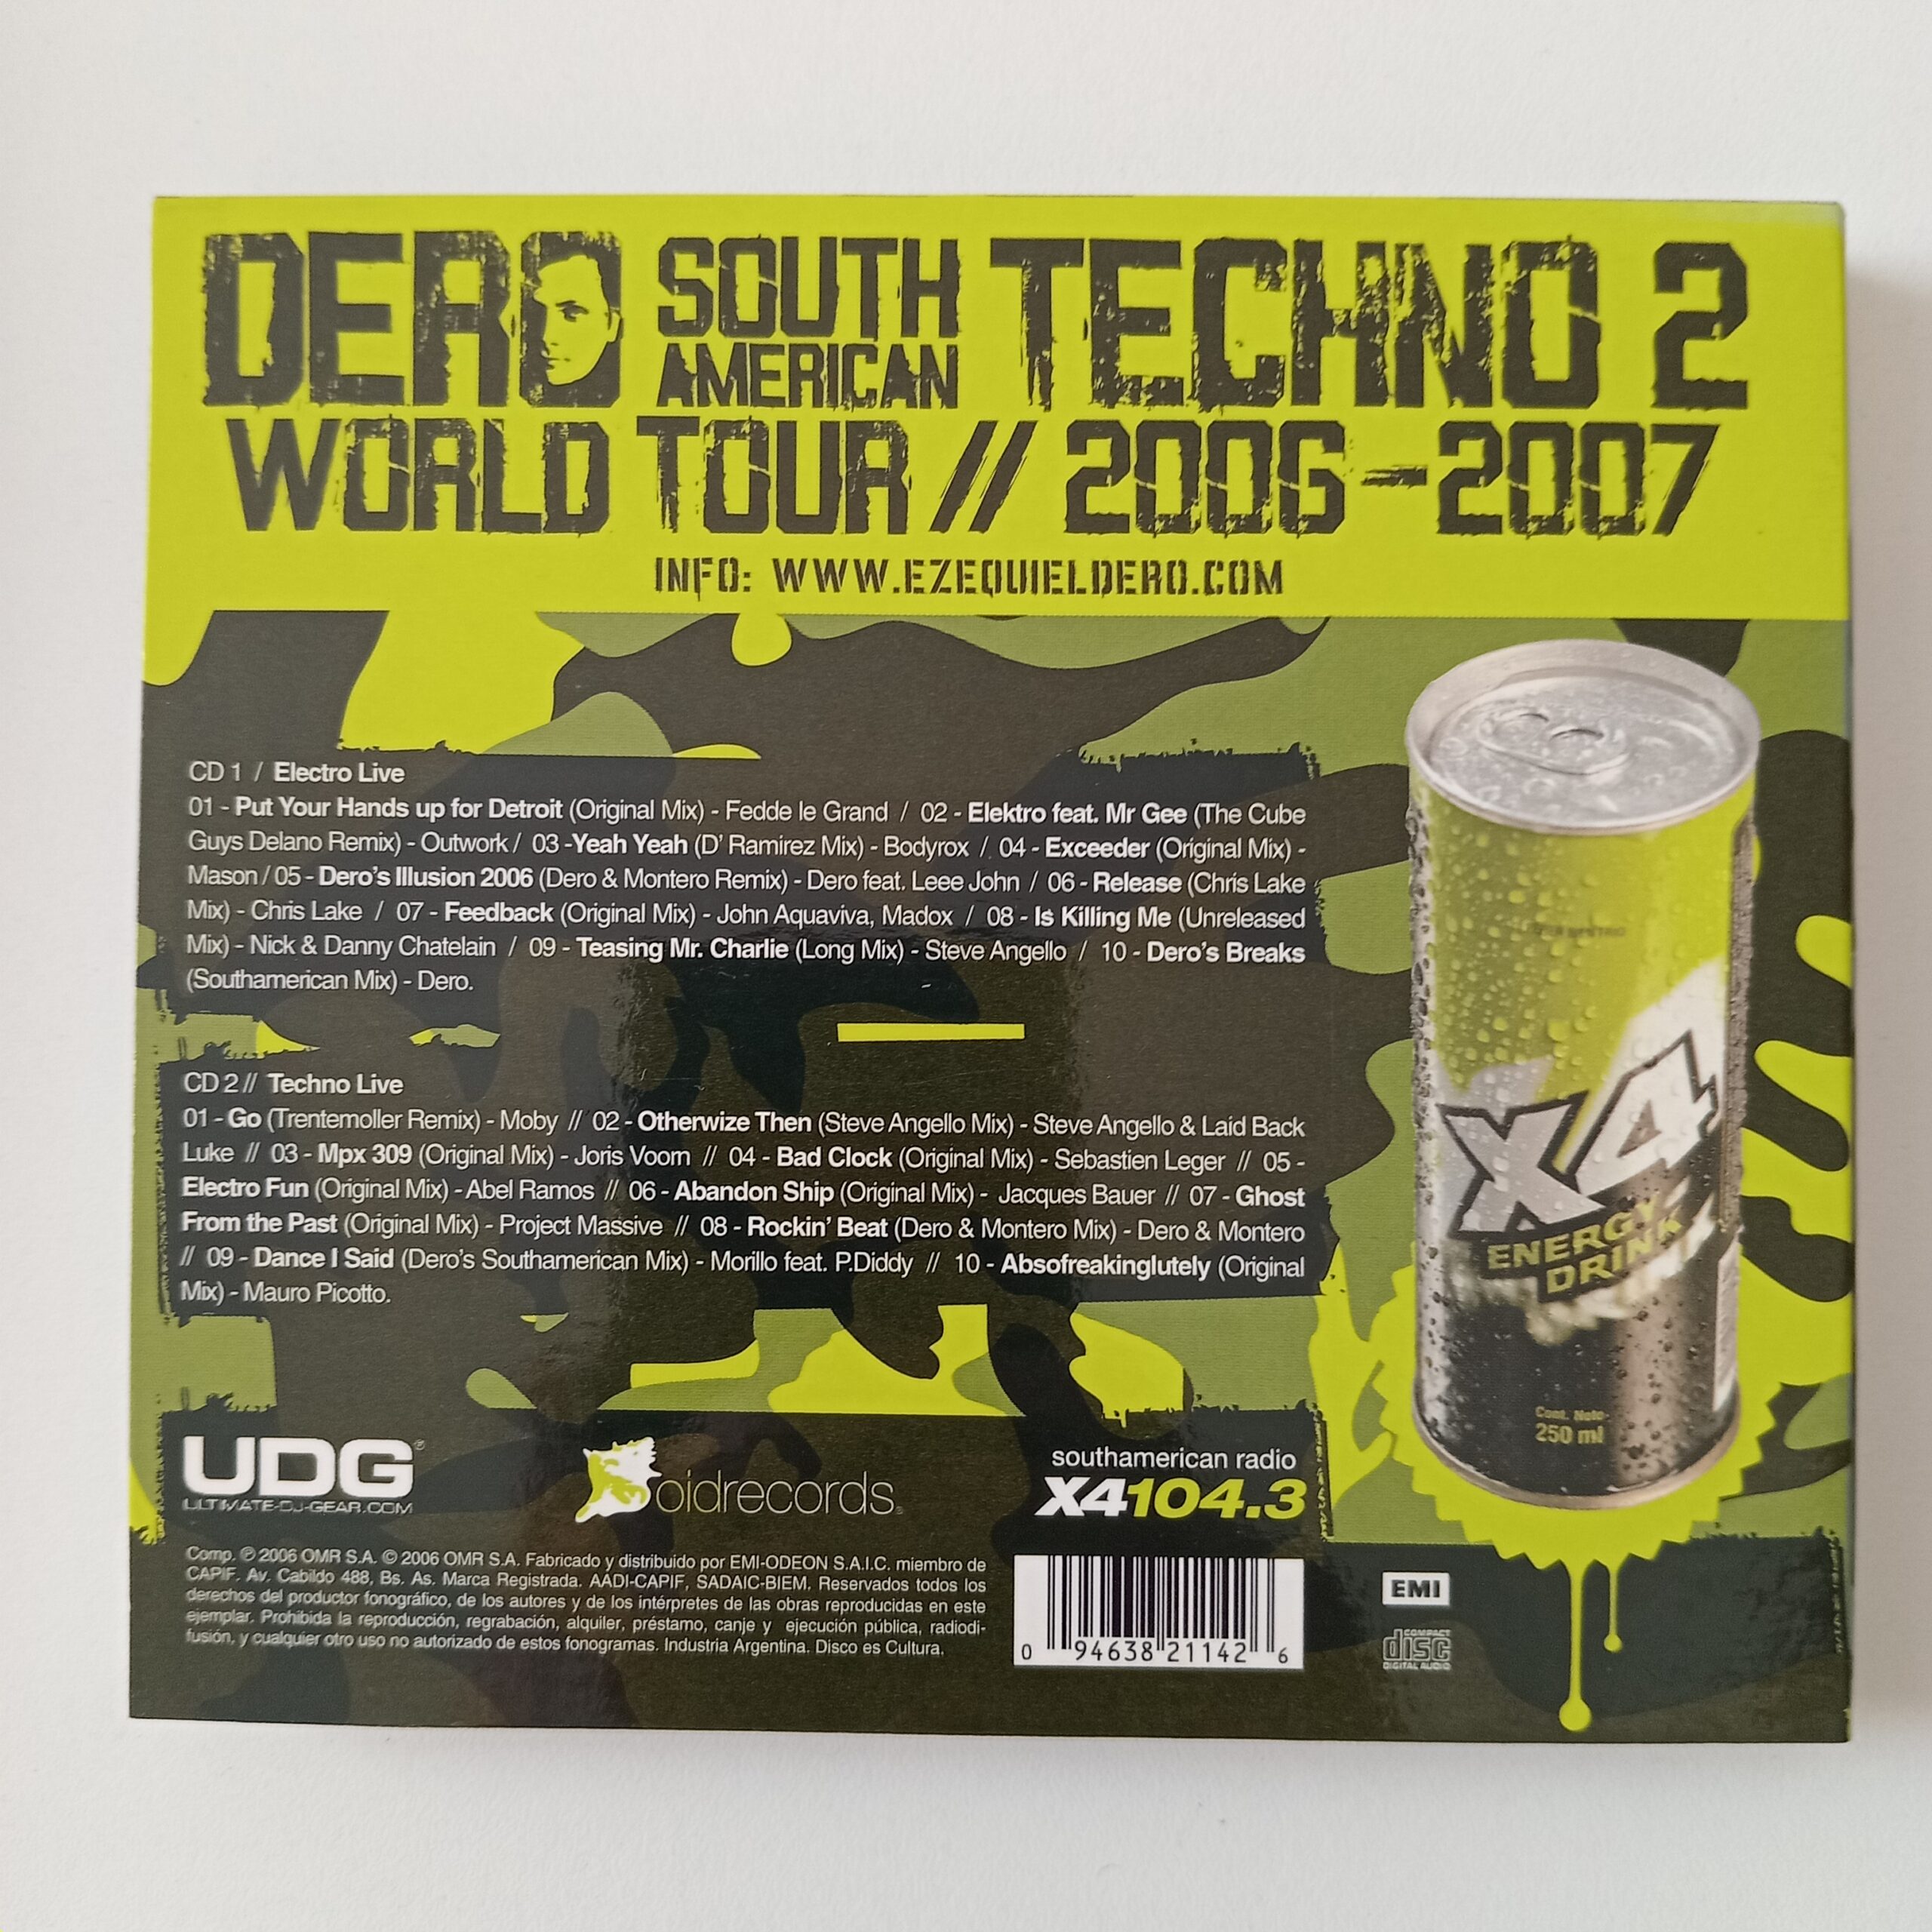 DERO SOUTH AMERICAN TECHNO 2
WORLD TOUR // 2006-2007
INFO: WWW.EZEQUIELDERO.COM
CD 1 / Electro Live
01 - Put Your Hands up for Detroit (Original Mix) - Fedde le Grand / 02 - Elektro feat. Mr Gee (The Cube
Guys Delano Remix) - Outwork / 03 -Yeah Yeah (D' Ramirez Mix) - Bodyrox / 04 - Exceeder (Original Mix) -
Mason / 05 - Dero's Illusion 2006 (Dero & Montero Remix) - Dero feat. Leee John / 06 - Release (Chris Lake
Mix) - Chris Lake / 07 - Feedback (Original Mix) - John Aquaviva, Madox / 08 - Is Killing Me (Unreleased
Mix) - Nick & Danny Chatelain / 09 - Teasing Mr. Charlie (Long Mix) - Steve Angello / 10 - Dero's Breaks
(Southamerican Mix) - Dero.
CD 2 // Techno Live
01 - Go (Trentemoller Remix) - Moby // 02 - Otherwize Then (Steve Angello Mix) - Steve Angello & Laid Back
Luke // 03 - Mpx 309 (Original Mix) - Joris Voorn // 04 - Bad Clock (Original Mix) - Sebastien Leger // 05 -
Electro Fun (Original Mix) - Abel Ramos // 06 - Abandon Ship (Original Mix) - Jacques Bauer // 07 - Ghost
From the Past (Original Mix) - Project Massive // 08 - Rockin' Beat (Dero & Montero Mix) - Dero & Montero
// 09 - Dance I Said (Dero's Southamerican Mix) - Morillo feat. P.Diddy // 10 - Absofreakinglutely (Original
Mix) - Mauro Picotto.
X4
ENERGY
DRINK
Cont. Neto
250 ml
UDG®
ULTIMATE-DJ-GEAR.COM
oidrecords
southamerican radio
X4104.3
Comp. ℗ 2006 OMR S.A. © 2006 OMR S.A. Fabricado y distribuido por EMI-ODEON S.A.I.C. miembro de
CAPIF. Av. Cabildo 488, Bs. As. Marca Registrada. AADI-CAPIF, SADAIC-BIEM. Reservados todos los
derechos del productor fonográfico, de los autores y de los intérpretes de las obras reproducidas en este
ejemplar. Prohibida la reproducción, regrabación, alquiler, préstamo, canje y ejecución pública, radiodi-
fusión, y cualquier otro uso no autorizado de estos fonogramas. Industria Argentina. Disco es Cultura.
0 94638 21142 6
EMI
COMPACT
disc
DIGITAL AUDIO